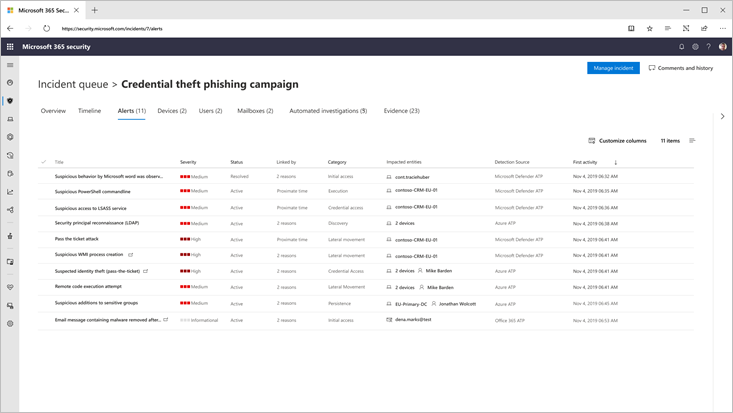 Microsoft 365 Sec...
https://security.microsoft.com/incidents/7/alerts
Microsoft 365 security
Manage incident Comments and history
Incident queue > Credential theft phishing campaign
Overview Timeline Alerts (11) Devices (2) Users (2) Mailboxes (2) Automated investigations (3) Evidence (23)
Customize columns 11 items
Title Severity Status Linked by Category Impacted entities Detection Source First activity
Suspicious behavior by Microsoft word was observ... Medium Resolved 2 reasons Initial access cont.traciehuber Microsoft Defender ATP Nov 4, 2019 06:32 AM
Suspicious PowerShell commandline Medium Active Proximate time Execution contoso-CRM-EU-01 Microsoft Defender ATP Nov 4, 2019 06:35 AM
Suspicious access to LSASS service Medium Active Proximate time Credential access contoso-CRM-EU-01 Microsoft Defender ATP Nov 4, 2019 06:36 AM
Security principal reconnaissance (LDAP) Medium Active 2 reasons Discovery 2 devices Azure ATP Nov 4, 2019 06:38 AM
Pass the ticket attack High Active Proximate time Lateral movement contoso-CRM-EU-01 Microsoft Defender ATP Nov 4, 2019 06:41 AM
Suspicious WMI process creation High Active 2 reasons Lateral movement contoso-CRM-EU-01 Microsoft Defender ATP Nov 4, 2019 06:41 AM
Suspected identity theft (pass-the-ticket) High Active 2 reasons Credential Access 2 devices Mike Barden Azure ATP Nov 4, 2019 06:41 AM
Remote code execution attempt Medium Active 2 reasons Lateral Movement 2 devices Mike Barden Azure ATP Nov 4, 2019 06:41 AM
Suspicious additions to sensitive groups Medium Active 2 reasons Persistence EU-Primary-DC Jonathan Wolcott Azure ATP Nov 4, 2019 06:45 AM
Email message containing malware removed after... Informational Active 2 reasons Initial access dana.marks@test Office 365 ATP Nov 4, 2019 06:53 AM